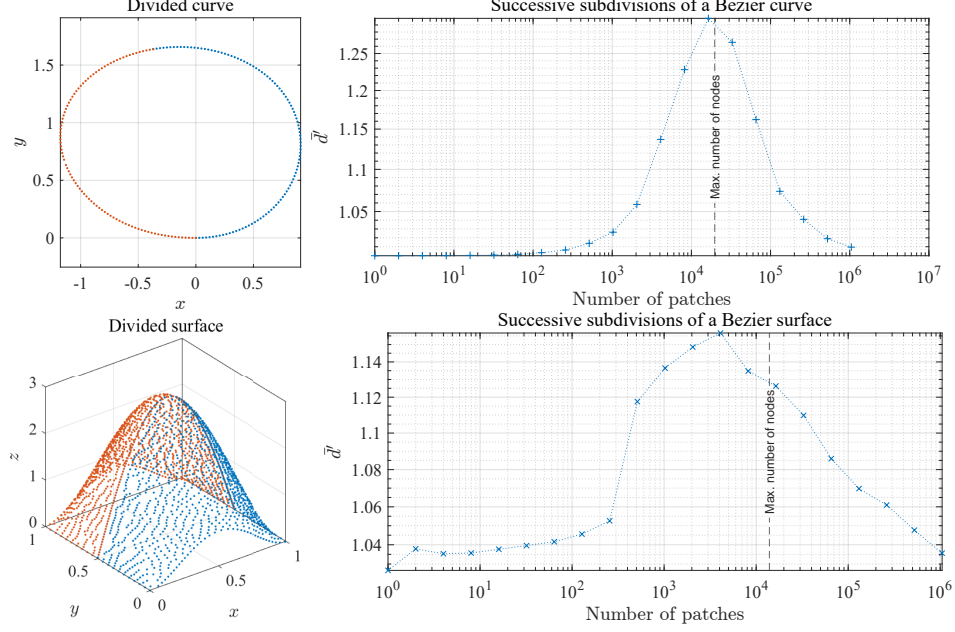 Divided curve
1.5
1
0.5
0
y
-1
-0.5
0
0.5
x
Successive subdivisions of a Bezier curve
1.25
1.2
1.15
1.1
1.05
d̄′
Max. number of nodes
10^0
10^1
10^2
10^3
10^4
10^5
10^6
10^7
Number of patches
Divided surface
3
2
1
0
z
1
0.5
0
y
0
0.5
1
x
Successive subdivisions of a Bezier surface
1.14
1.12
1.1
1.08
1.06
1.04
d̄′
Max. number of nodes
10^0
10^1
10^2
10^3
10^4
10^5
10^6
Number of patches